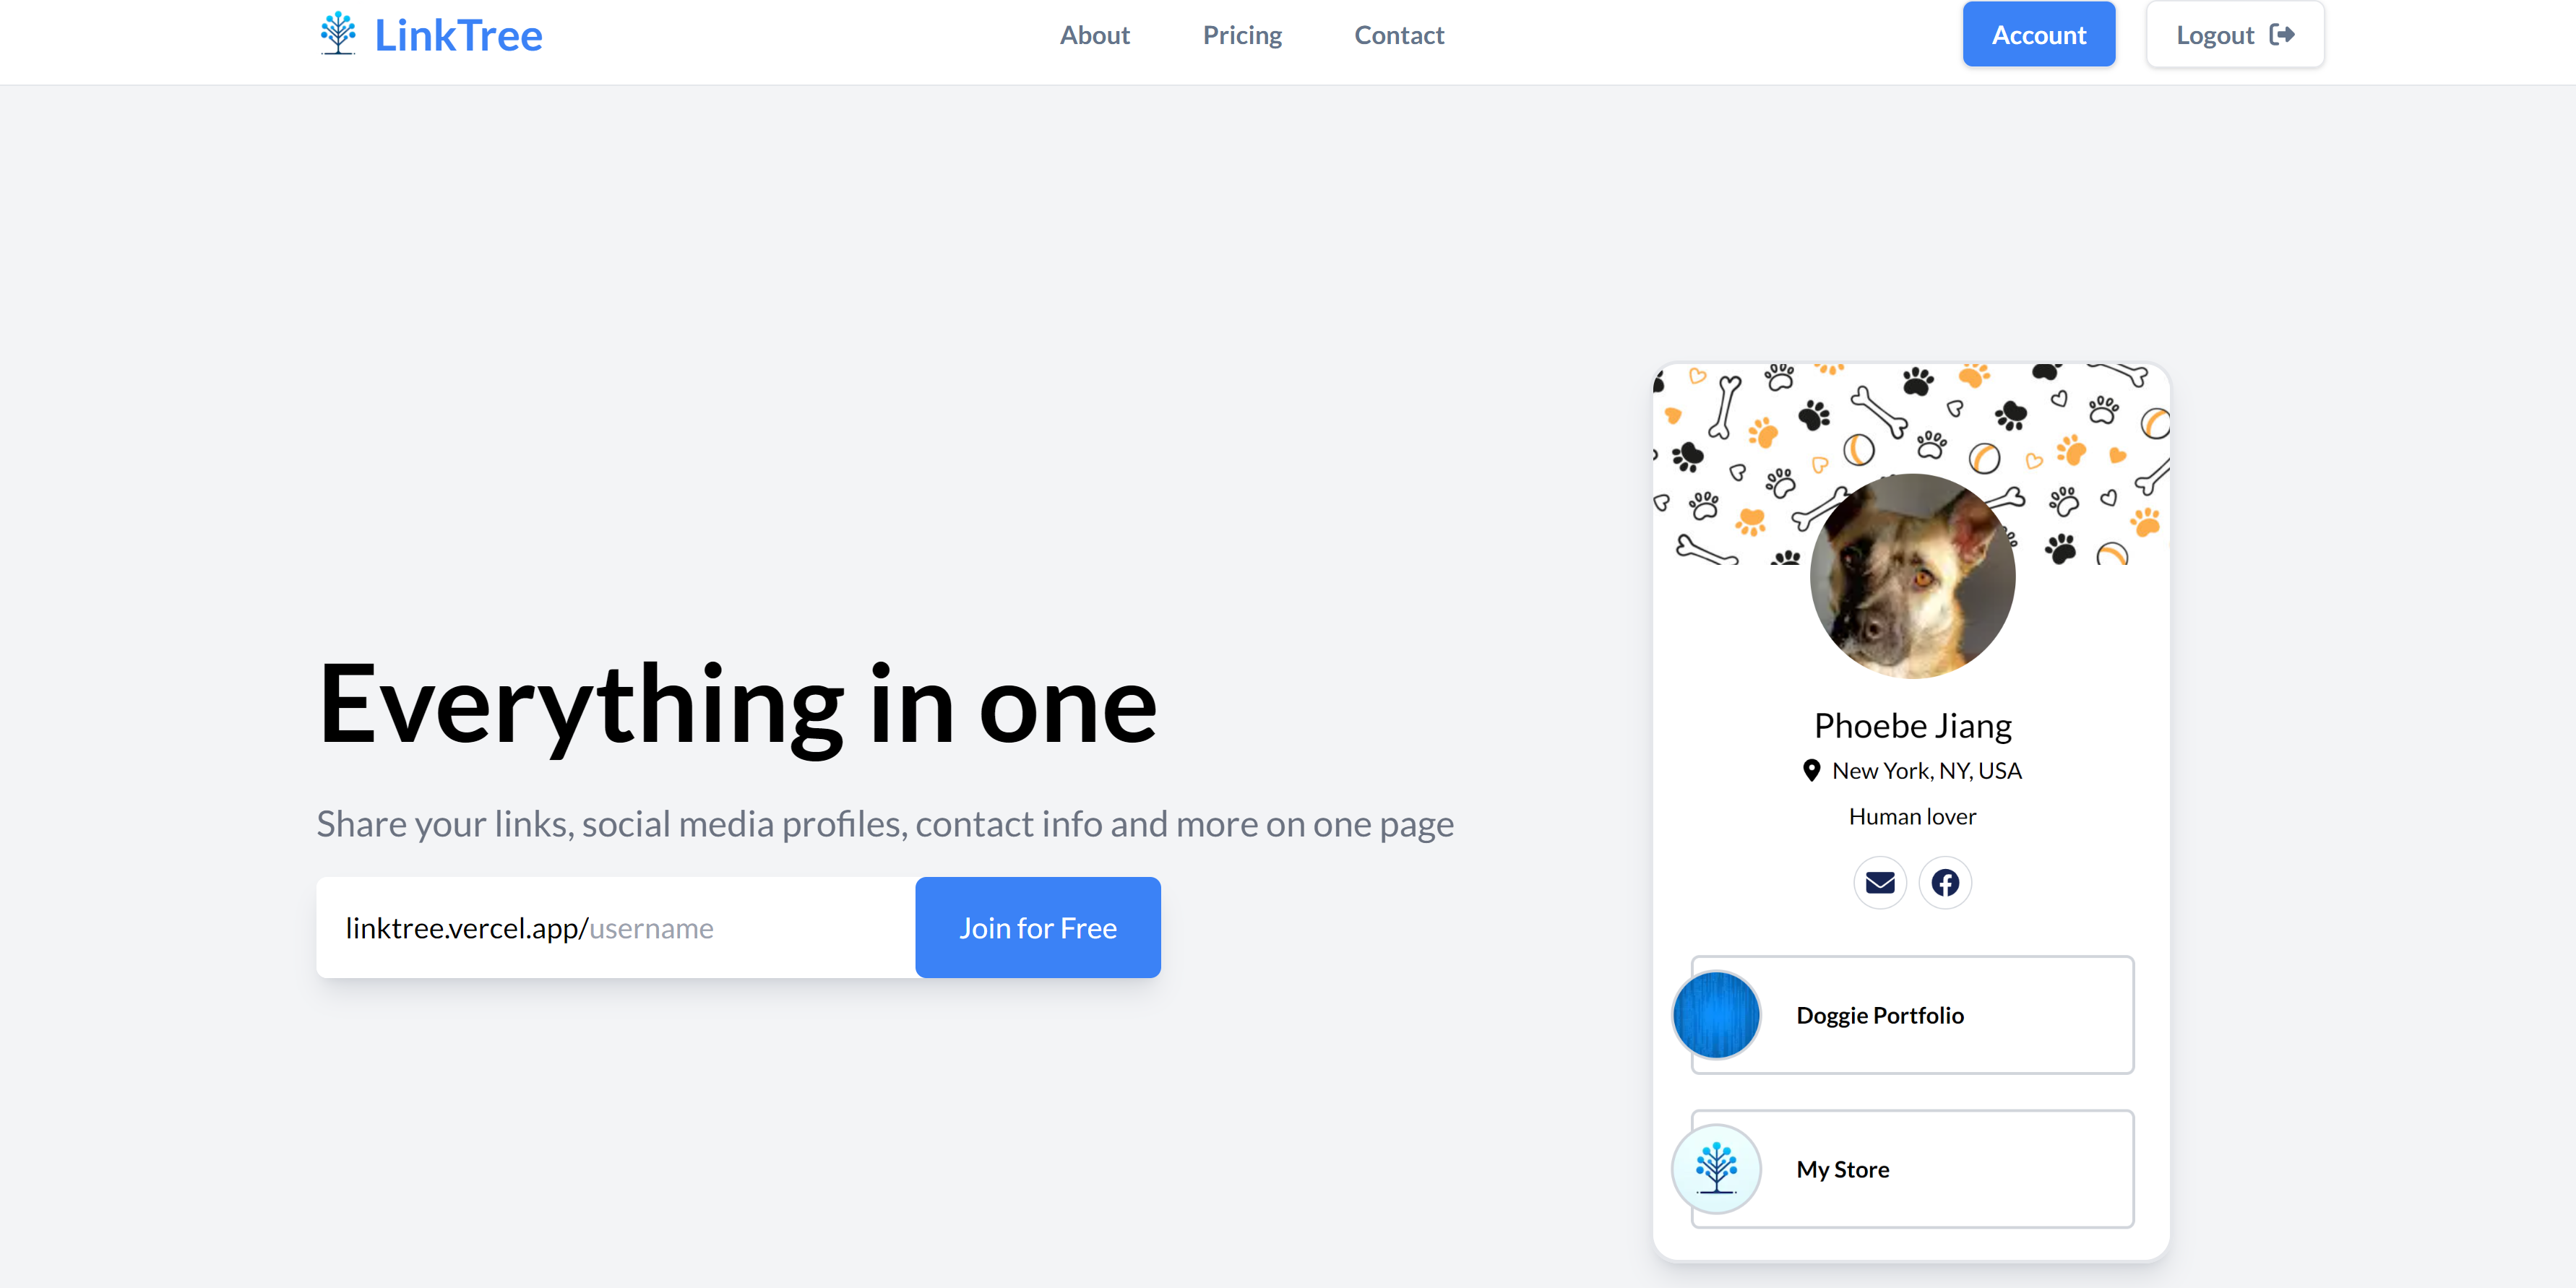 LinkTree
About
Pricing
Contact
Account
Logout
Everything in one
Share your links, social media profiles, contact info and more on one page
linktree.vercel.app/username
Join for Free
Phoebe Jiang
New York, NY, USA
Human lover
Doggie Portfolio
My Store